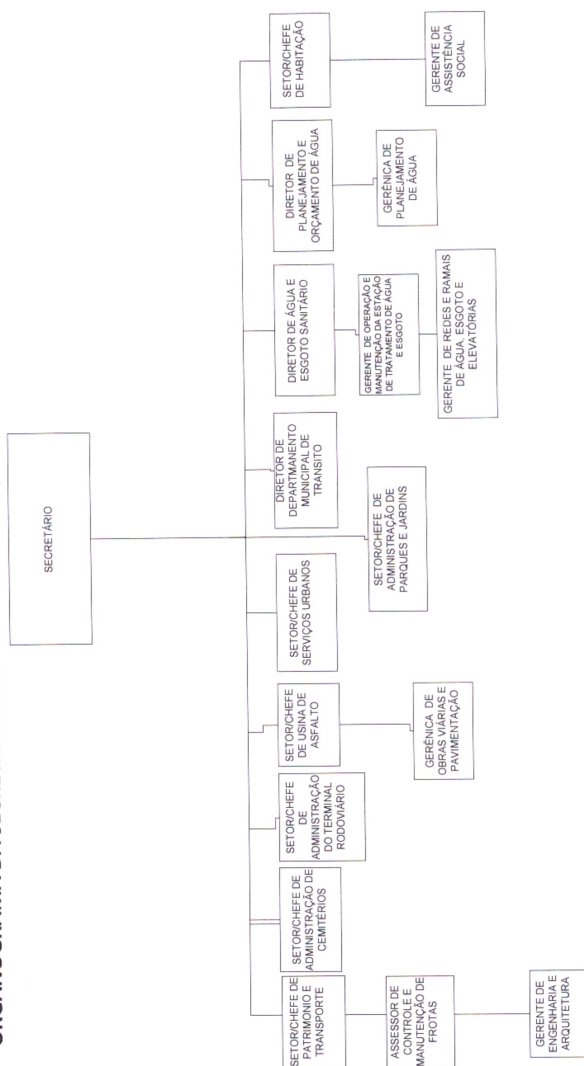 ORGANOGRAMA DA
SECRETÁRIO
SETOR/CHEFE DE
PATRIMONIO E
TRANSPORTE
SETOR/CHEFE DE
ADMINISTRAÇÃO DE
CEMITÉRIOS
SETOR/CHEFE
DE
ADMINISTRAÇÃO
DO TERMINAL
RODOVIÁRIO
SETOR/CHEFE
DE USINA DE
ASFALTO
SETOR/CHEFE DE
SERVIÇOS URBANOS
DIRETOR DE
DEPARTMANENTO
MUNICIPAL DE
TRANSITO
DIRETOR DE ÁGUA E
ESGOTO SANITÁRIO
DIRETOR DE
PLANEJAMENTO E
ORÇAMENTO DE ÁGUA
SETOR/CHEFE
DE HABITAÇÃO
ASSESSOR DE
CONTROLE E
MANUTENÇÃO DE
FROTAS
GERÊNICA DE
OBRAS VIÁRIAS E
PAVIMENTAÇÃO
SETOR/CHEFE DE
ADMINISTRAÇÃO DE
PARQUES E JARDINS
GERENTE DE OPERAÇÃO E
MANUTENÇÃO DA ESTAÇÃO
DE TRATAMENTO DE ÁGUA
E ESGOTO
GERÊNICA DE
PLANEJAMENTO
DE ÁGUA
GERENTE DE
ASSISTÊNCIA
SOCIAL
GERENTE DE REDES E RAMAIS
DE ÁGUA, ESGOTO E
ELEVATÓRIAS
GERENTE DE
ENGENHARIA E
ARQUITETURA